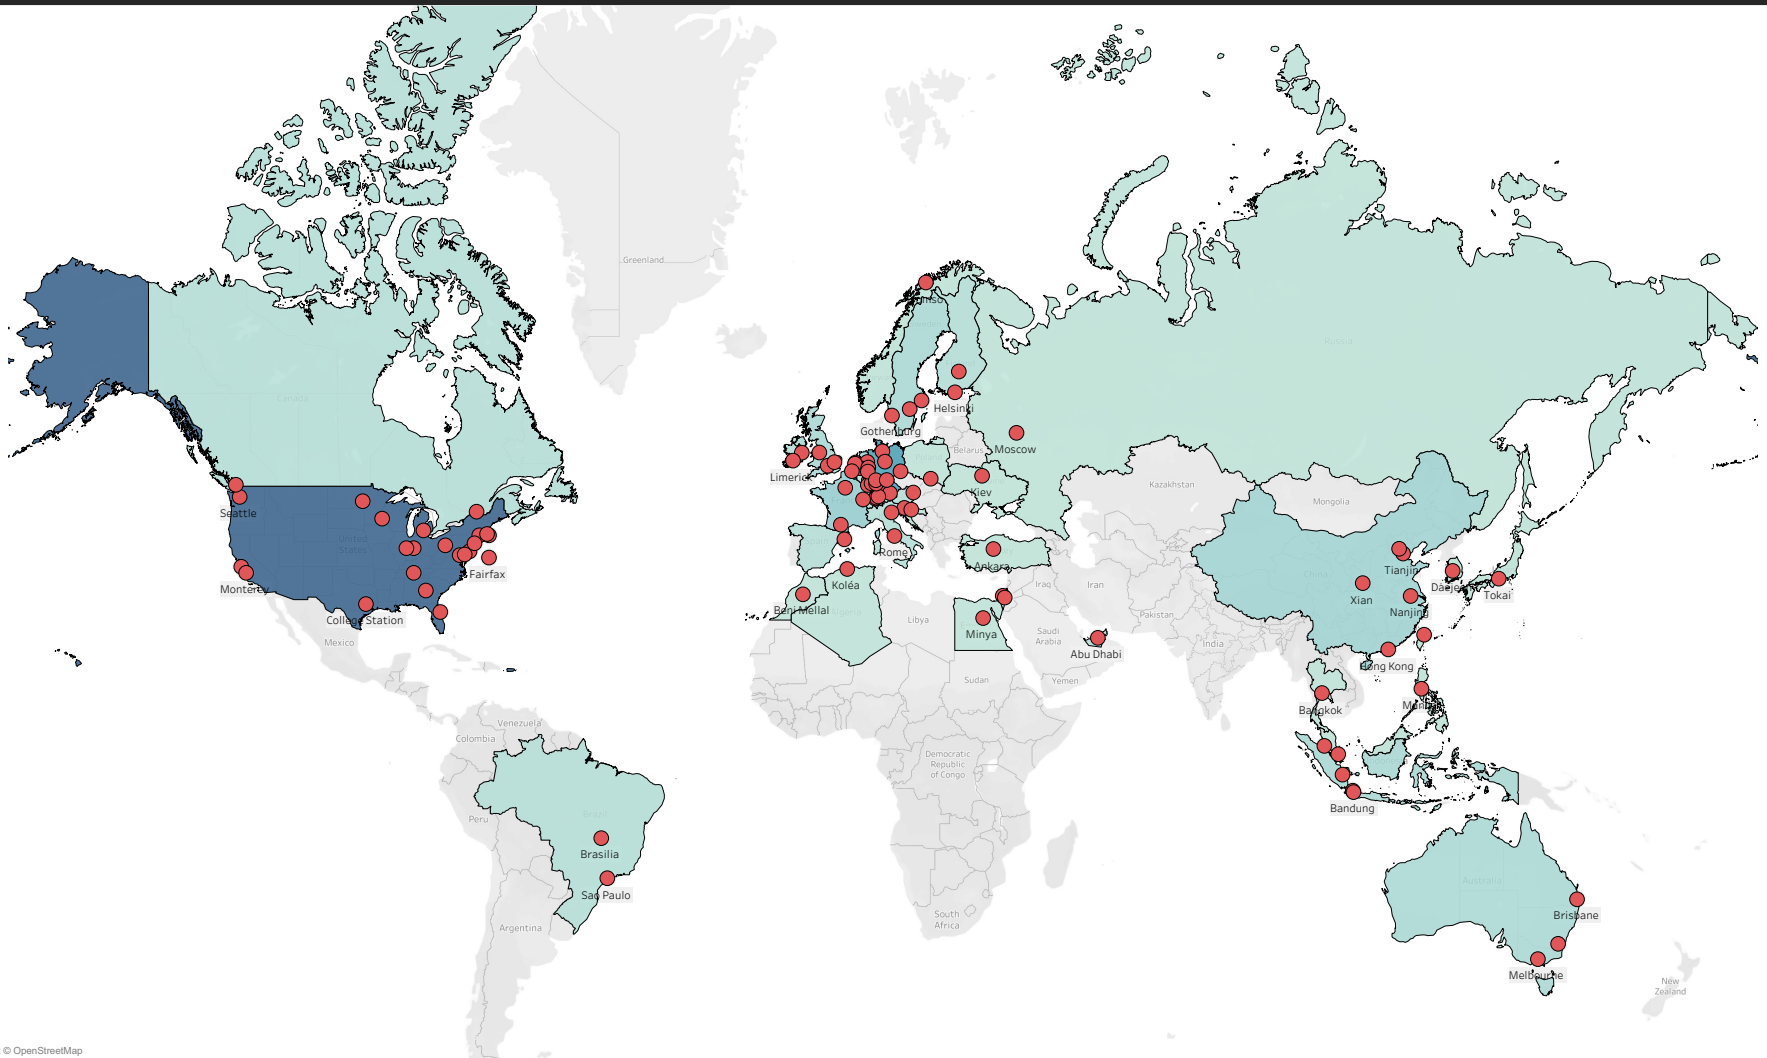 Greenland
Canada
Russia
Helsinki
Gothenburg
Moscow
Belarus
Limerick
Kiev
Kazakhstan
Mongolia
Seattle
United
States
Fairfax
Rome
Ankara
Tianjin
Monterey
Koléa
Iraq
Iran
China
Xian
Daejeon
Tokai
Beni Mellal
Algeria
Nanjing
College Station
Libya
Minya
Pakistan
Mexico
Saudi
Arabia
India
Abu Dhabi
Hong Kong
Sudan
Yemen
Bangkok
Manila
Venezuela
Colombia
Democratic
Republic
of Congo
Indonesia
Bandung
Brazil
Peru
Brasilia
Australia
Sao Paulo
South
Africa
Brisbane
Argentina
Melbourne
New
Zealand
© OpenStreetMap